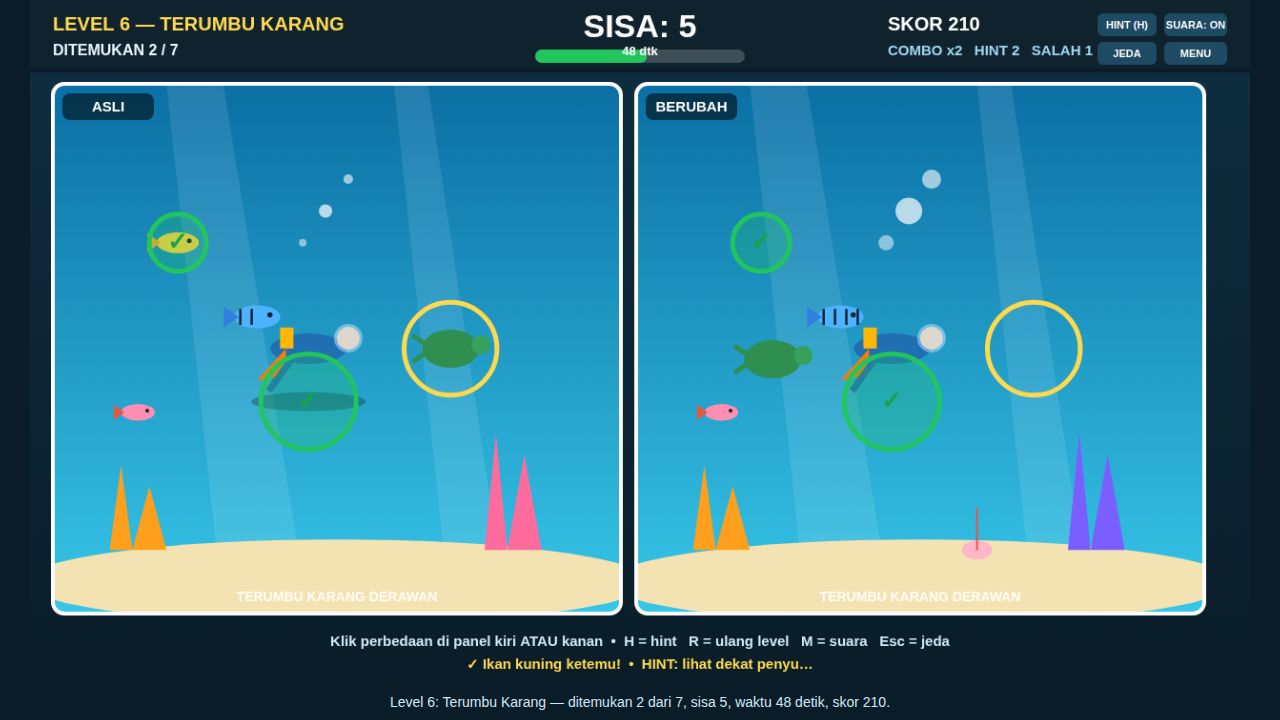 LEVEL 6 — TERUMBU KARANG
DITEMUKAN 2 / 7
SISA: 5
48 dtk
SKOR 210
COMBO x2 HINT 2 SALAH 1
HINT (H)
SUARA: ON
JEDA
MENU
ASLI
BERUBAH
✓
✓
✓
✓
TERUMBU KARANG DERAWAN
TERUMBU KARANG DERAWAN
Klik perbedaan di panel kiri ATAU kanan • H = hint R = ulang level M = suara Esc = jeda
✓ Ikan kuning ketemu! • HINT: lihat dekat penyu…
Level 6: Terumbu Karang — ditemukan 2 dari 7, sisa 5, waktu 48 detik, skor 210.